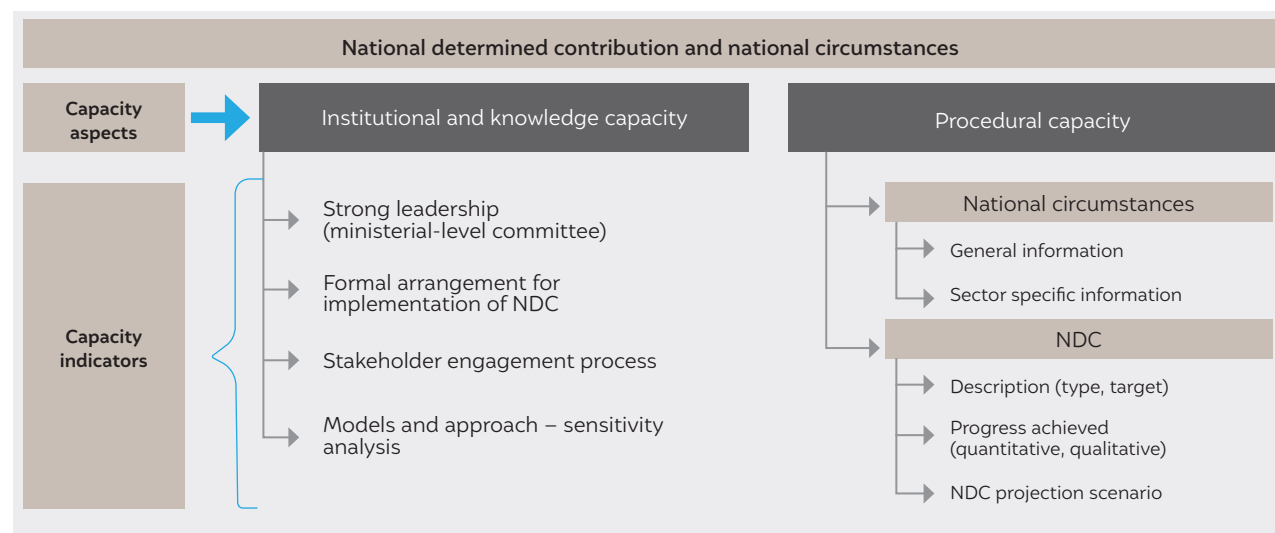 National determined contribution and national circumstances
Capacity
aspects
Institutional and knowledge capacity
Procedural capacity
Capacity
indicators
Strong leadership
(ministerial-level committee)
Formal arrangement for
implementation of NDC
Stakeholder engagement process
Models and approach – sensitivity
analysis
National circumstances
General information
Sector specific information
NDC
Description (type, target)
Progress achieved
(quantitative, qualitative)
NDC projection scenario